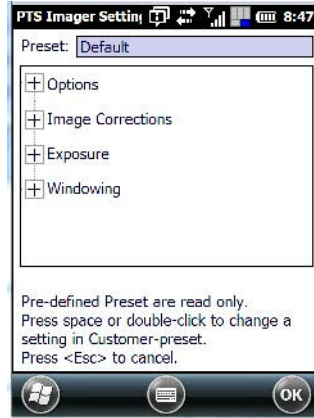 PTS Imager Settin 8:47
Preset: Default
Options
Image Corrections
Exposure
Windowing
Pre-defined Preset are read only.
Press space or double-click to change a
setting in Customer-preset.
Press <Esc> to cancel.
OK